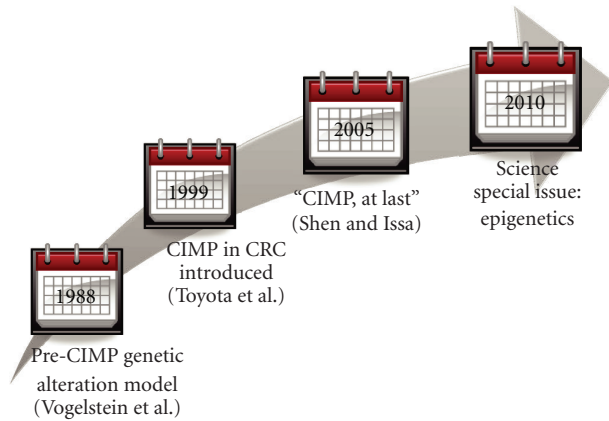 1988
Pre-CIMP genetic
alteration model
(Vogelstein et al.)
1999
CIMP in CRC
introduced
(Toyota et al.)
2005
“CIMP, at last”
(Shen and Issa)
2010
Science
special issue:
epigenetics